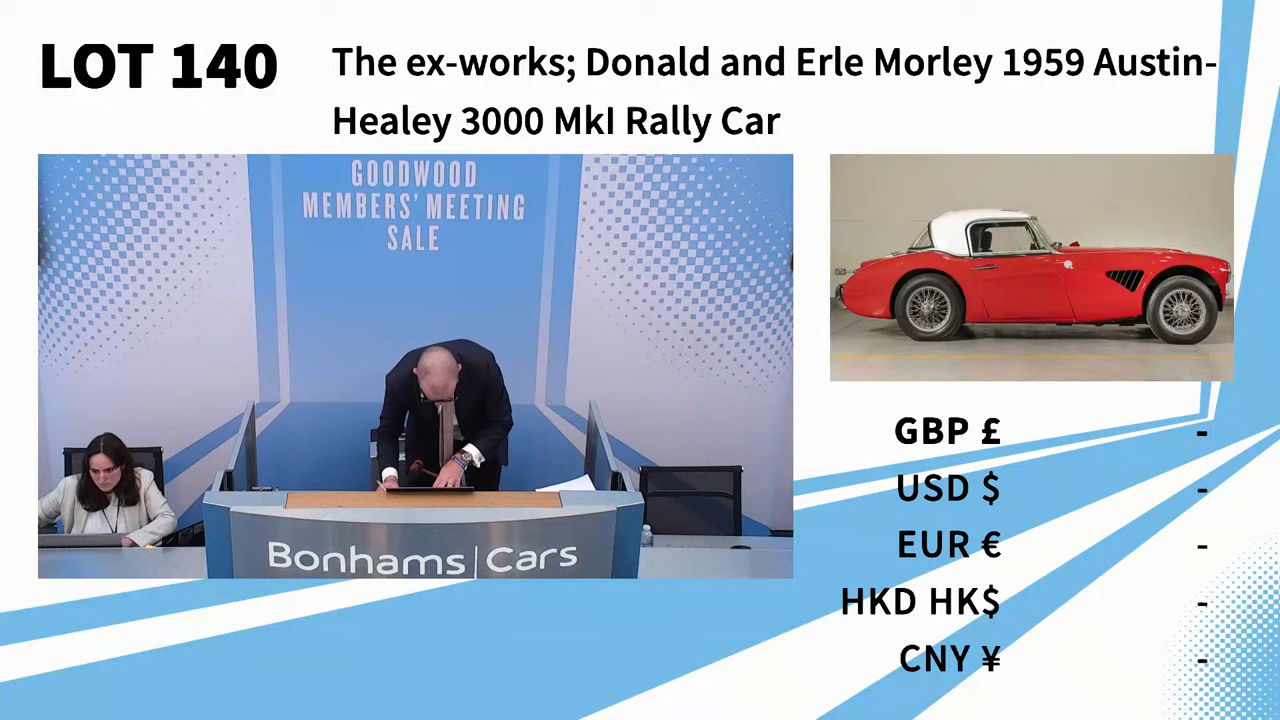 LOT 140
The ex-works; Donald and Erle Morley 1959 Austin-
Healey 3000 MkI Rally Car
GOODWOOD
MEMBERS' MEETING
SALE
Bonhams|Cars
GBP £ -
USD $ -
EUR € -
HKD HK$ -
CNY ¥ -